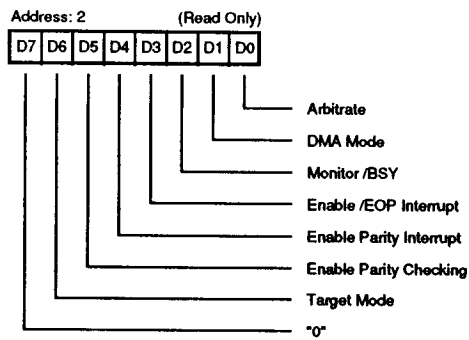 Address: 2 (Read Only)
D7 D6 D5 D4 D3 D2 D1 D0
Arbitrate
DMA Mode
Monitor /BSY
Enable /EOP Interrupt
Enable Parity Interrupt
Enable Parity Checking
Target Mode
"0"